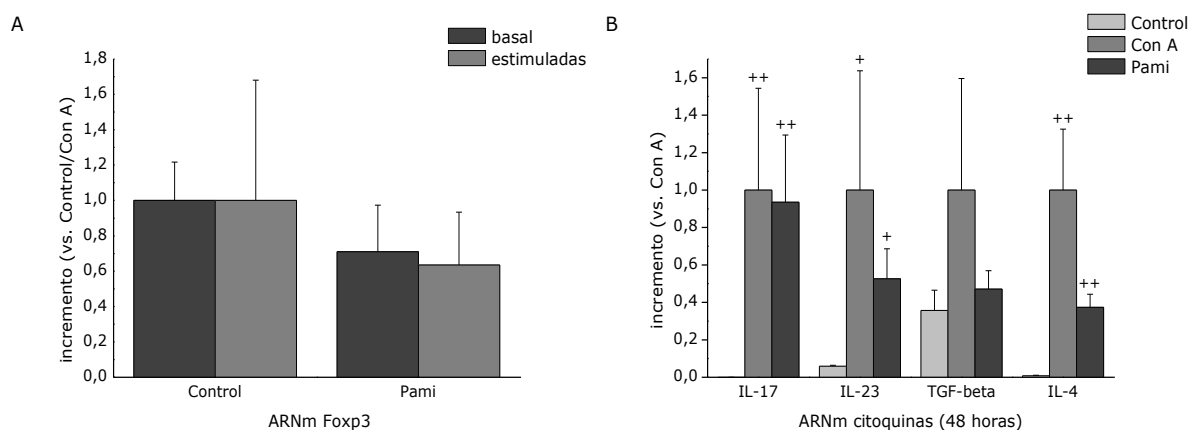 A
basal
estimuladas
incremento (vs. Control/Con A)
1,8
1,6
1,4
1,2
1,0
0,8
0,6
0,4
0,2
0,0
Control Pami
ARNm Foxp3
B
Control
Con A
Pami
incremento (vs. Con A)
1,6
1,4
1,2
1,0
0,8
0,6
0,4
0,2
0,0
++ ++ + + ++ ++
IL-17 IL-23 TGF-beta IL-4
ARNm citoquinas (48 horas)